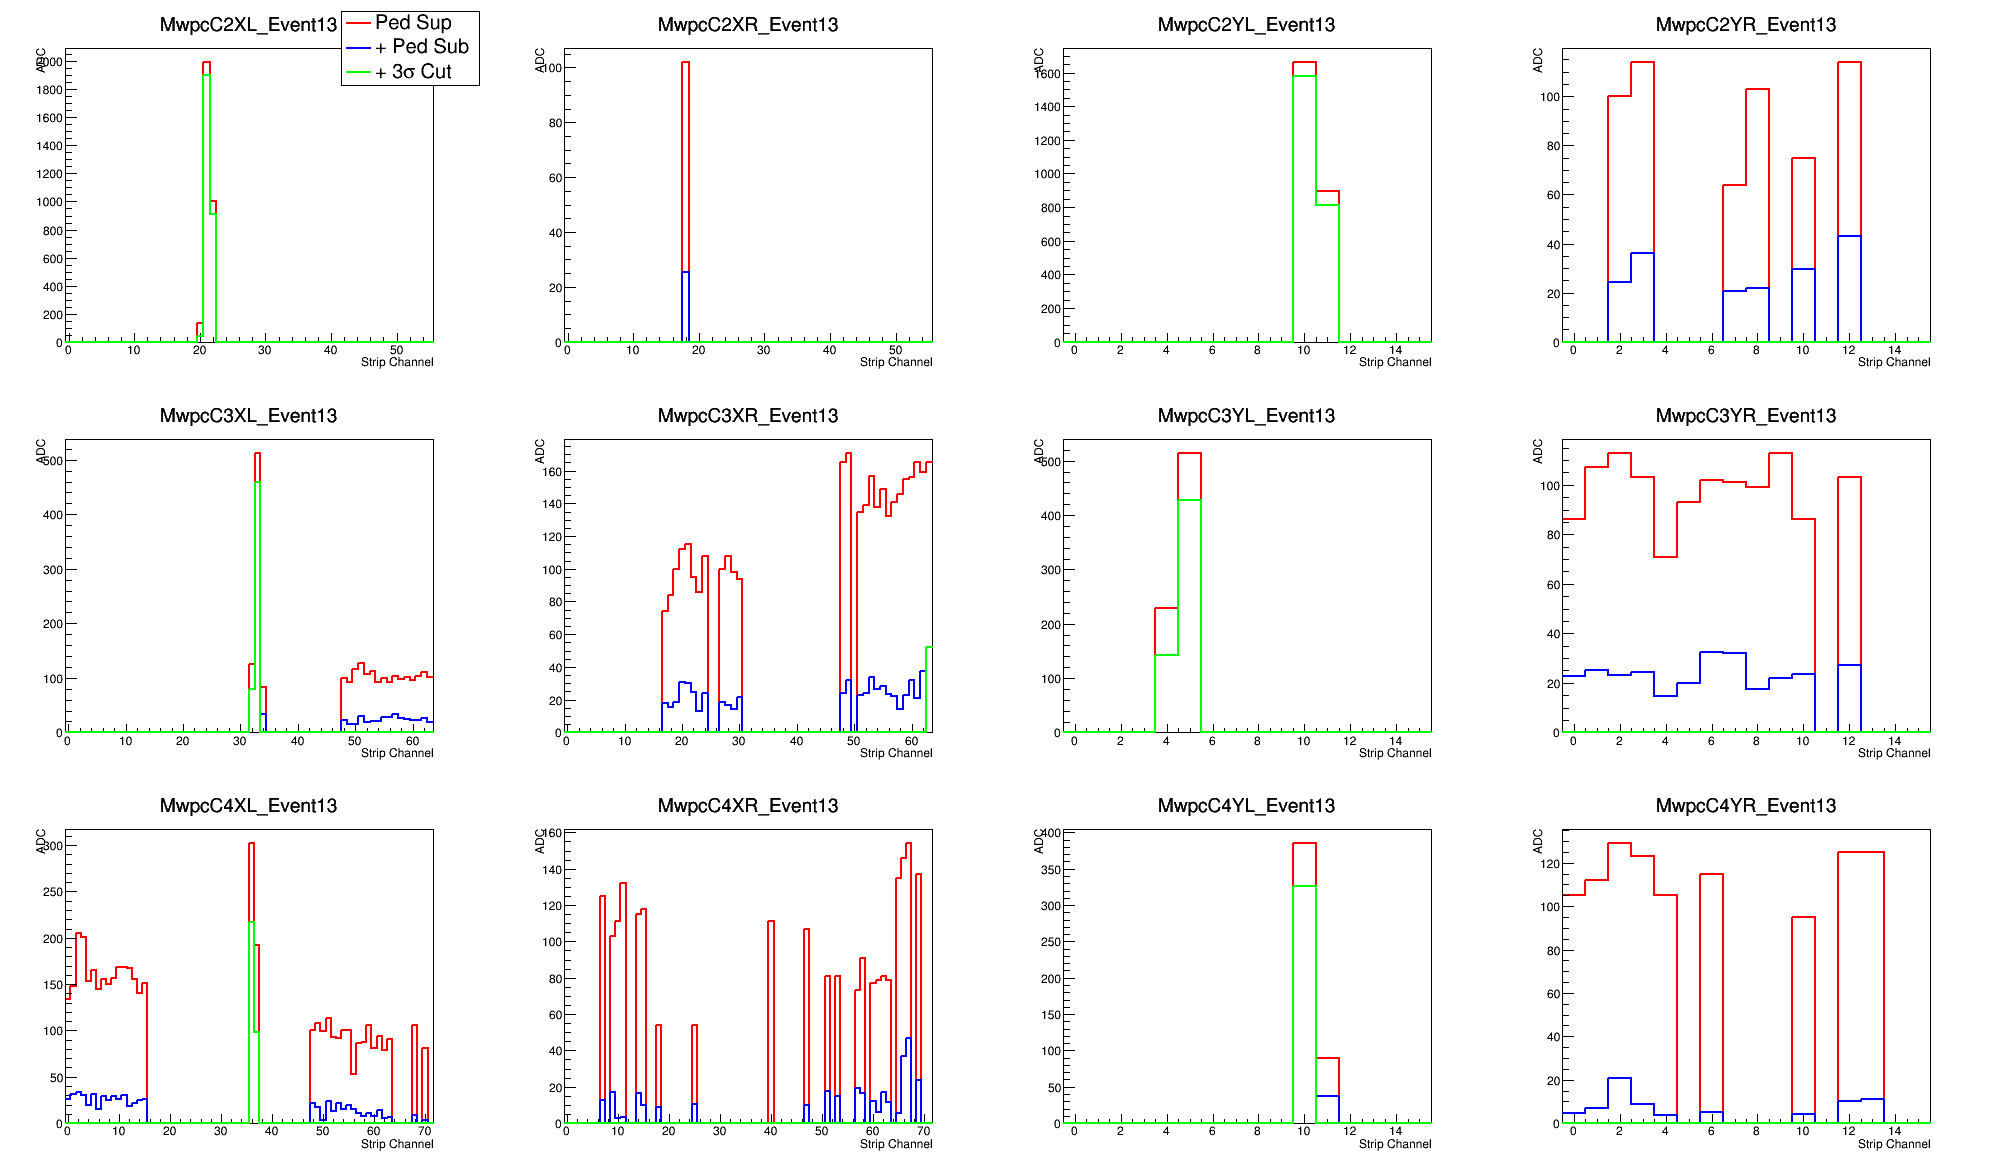 MwpcC2XL_Event13
Ped Sup
+ Ped Sub
+ 3σ Cut
ADC
2000
1800
1600
1400
1200
1000
800
600
400
200
0
0 10 20 30 40 50
Strip Channel
MwpcC2XR_Event13
ADC
100
80
60
40
20
0
0 10 20 30 40 50
Strip Channel
MwpcC2YL_Event13
ADC
1600
1400
1200
1000
800
600
400
200
0
0 2 4 6 8 10 12 14
Strip Channel
MwpcC2YR_Event13
ADC
100
80
60
40
20
0
0 2 4 6 8 10 12 14
Strip Channel
MwpcC3XL_Event13
ADC
500
400
300
200
100
0
0 10 20 30 40 50 60
Strip Channel
MwpcC3XR_Event13
ADC
160
140
120
100
80
60
40
20
0
0 10 20 30 40 50 60
Strip Channel
MwpcC3YL_Event13
ADC
500
400
300
200
100
0
0 2 4 6 8 10 12 14
Strip Channel
MwpcC3YR_Event13
ADC
100
80
60
40
20
0
0 2 4 6 8 10 12 14
Strip Channel
MwpcC4XL_Event13
ADC
300
250
200
150
100
50
0
0 10 20 30 40 50 60 70
Strip Channel
MwpcC4XR_Event13
ADC
160
140
120
100
80
60
40
20
0
0 10 20 30 40 50 60 70
Strip Channel
MwpcC4YL_Event13
ADC
400
350
300
250
200
150
100
50
0
0 2 4 6 8 10 12 14
Strip Channel
MwpcC4YR_Event13
ADC
120
100
80
60
40
20
0
0 2 4 6 8 10 12 14
Strip Channel